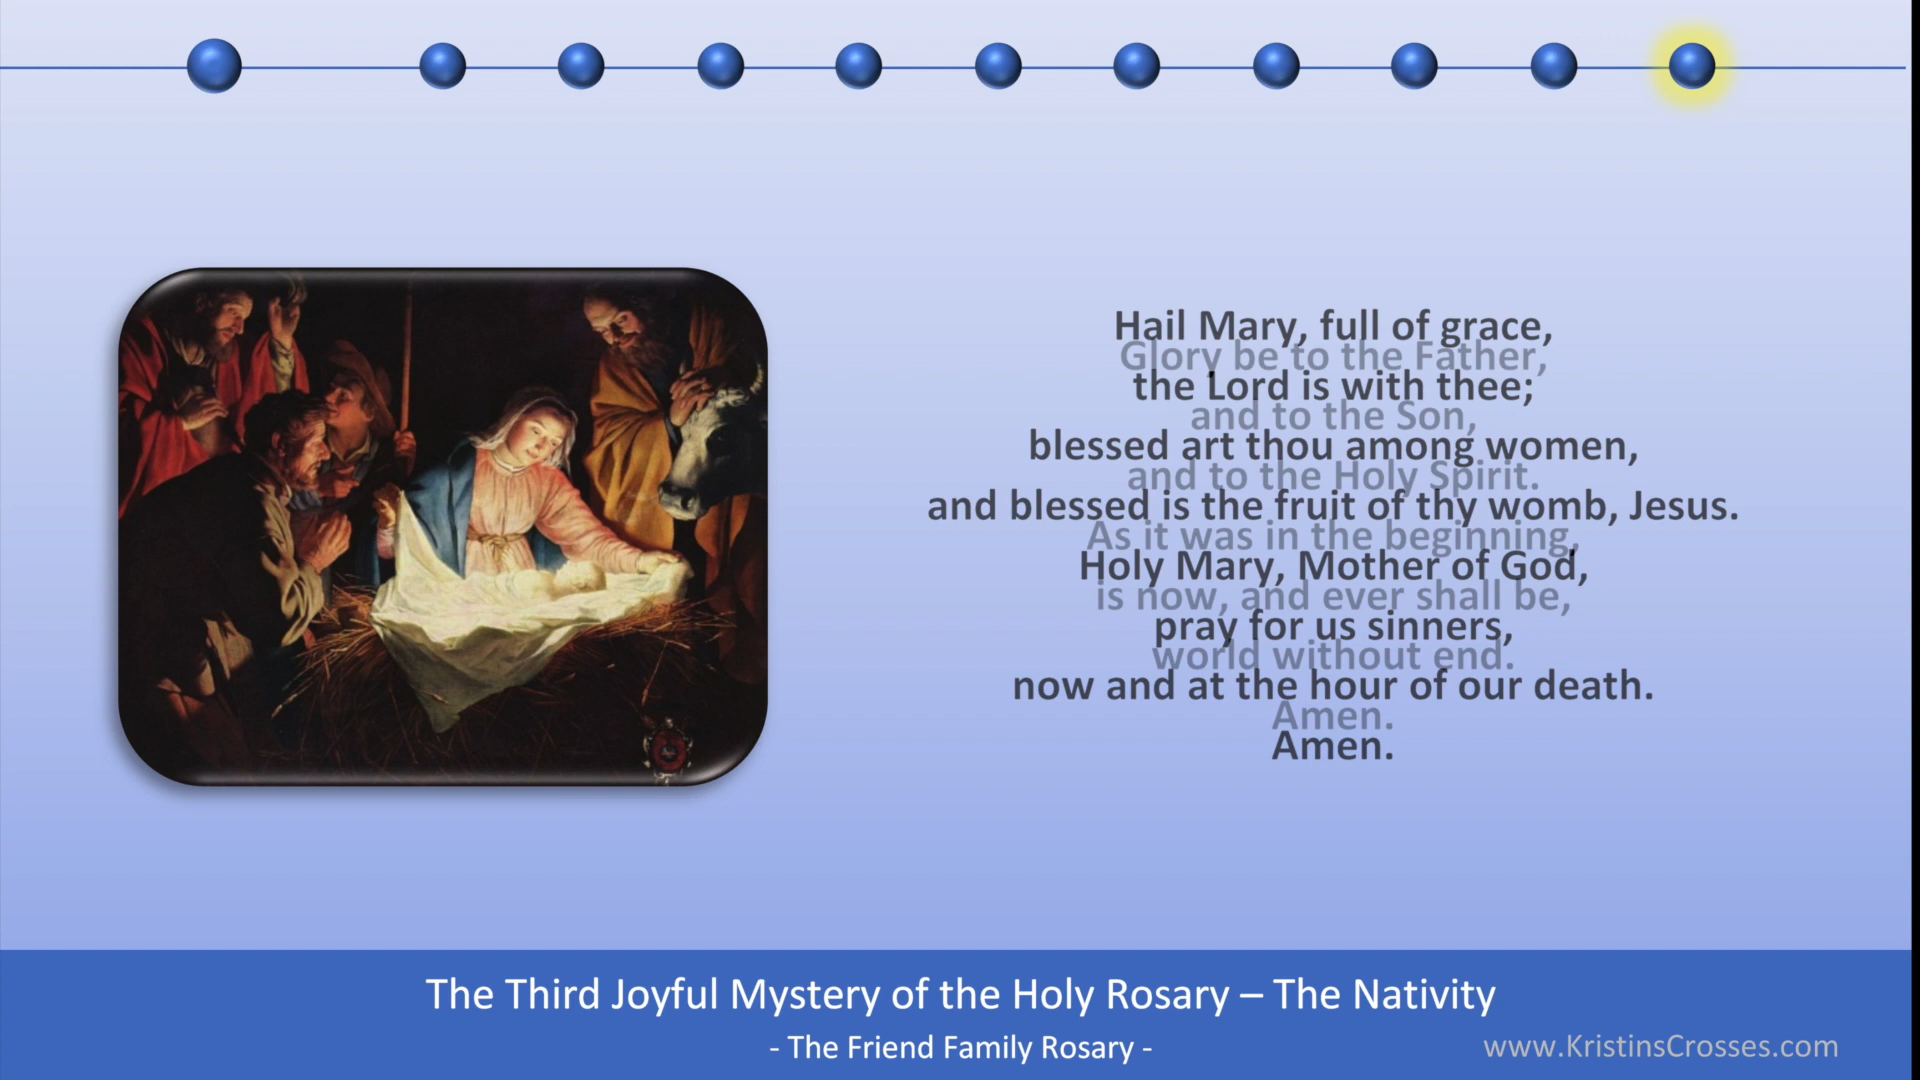 Hail Mary, full of grace,
Glory be to the Father,
the Lord is with thee;
and to the Son,
blessed art thou among women,
and to the Holy Spirit.
and blessed is the fruit of thy womb, Jesus.
As it was in the beginning,
Holy Mary, Mother of God,
is now, and ever shall be,
pray for us sinners,
world without end.
now and at the hour of our death.
Amen.
Amen.
The Third Joyful Mystery of the Holy Rosary – The Nativity
- The Friend Family Rosary -
www.KristinsCrosses.com